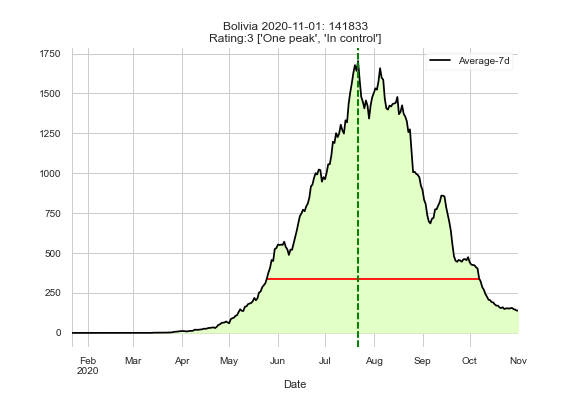 Bolivia 2020-11-01: 141833
Rating:3 ['One peak', 'In control']
Average-7d
1750
1500
1250
1000
750
500
250
0
Feb Mar Apr May Jun Jul Aug Sep Oct Nov
2020
Date